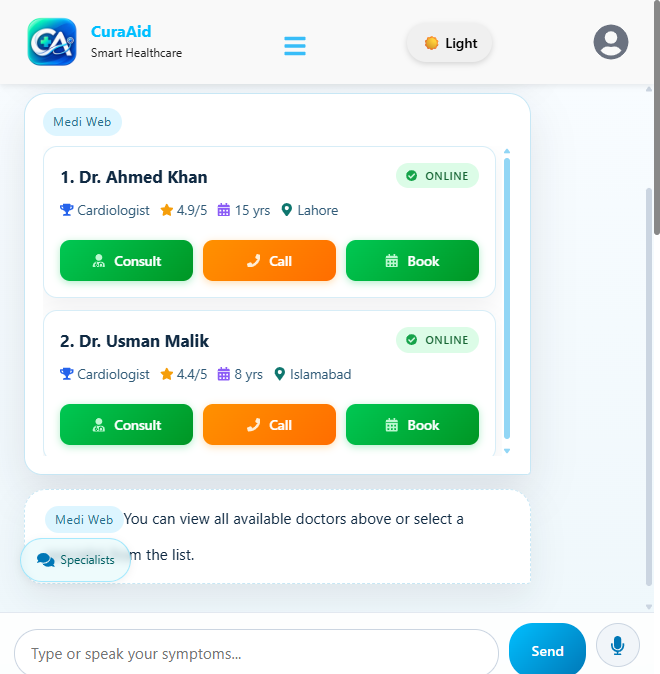 CuraAid
Smart Healthcare
Light
Medi Web
1. Dr. Ahmed Khan
ONLINE
Cardiologist 4.9/5 15 yrs Lahore
Consult
Call
Book
2. Dr. Usman Malik
ONLINE
Cardiologist 4.4/5 8 yrs Islamabad
Consult
Call
Book
Medi Web You can view all available doctors above or select a
m the list.
Specialists
Type or speak your symptoms...
Send